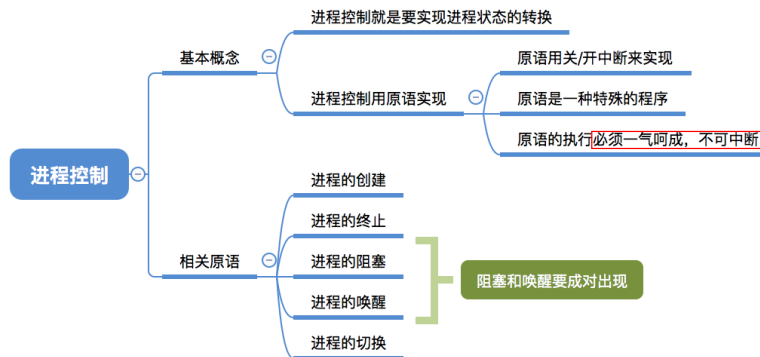 进程控制
基本概念
进程控制就是要实现进程状态的转换
进程控制用原语实现
原语用关/开中断来实现
原语是一种特殊的程序
原语的执行必须一气呵成，不可中断
相关原语
进程的创建
进程的终止
进程的阻塞
进程的唤醒
进程的切换
阻塞和唤醒要成对出现